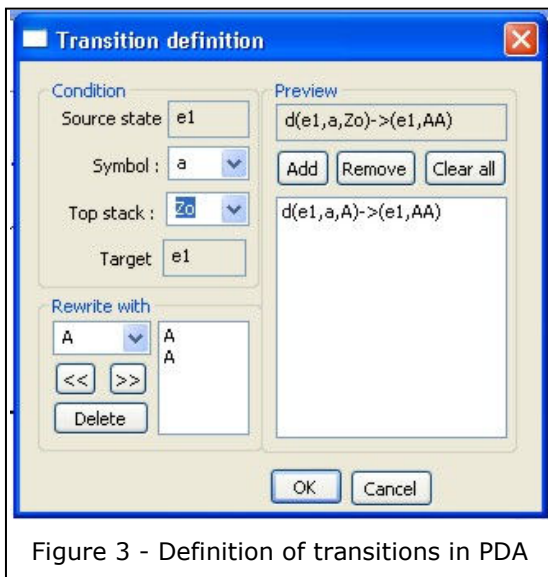 Transition definition
Condition
Source state e1
Symbol : a
Top stack : Zo
Target e1
Rewrite with
A
A
A
<< >>
Delete
Preview
d(e1,a,Zo)->(e1,AA)
Add Remove Clear all
d(e1,a,A)->(e1,AA)
OK Cancel
Figure 3 - Definition of transitions in PDA